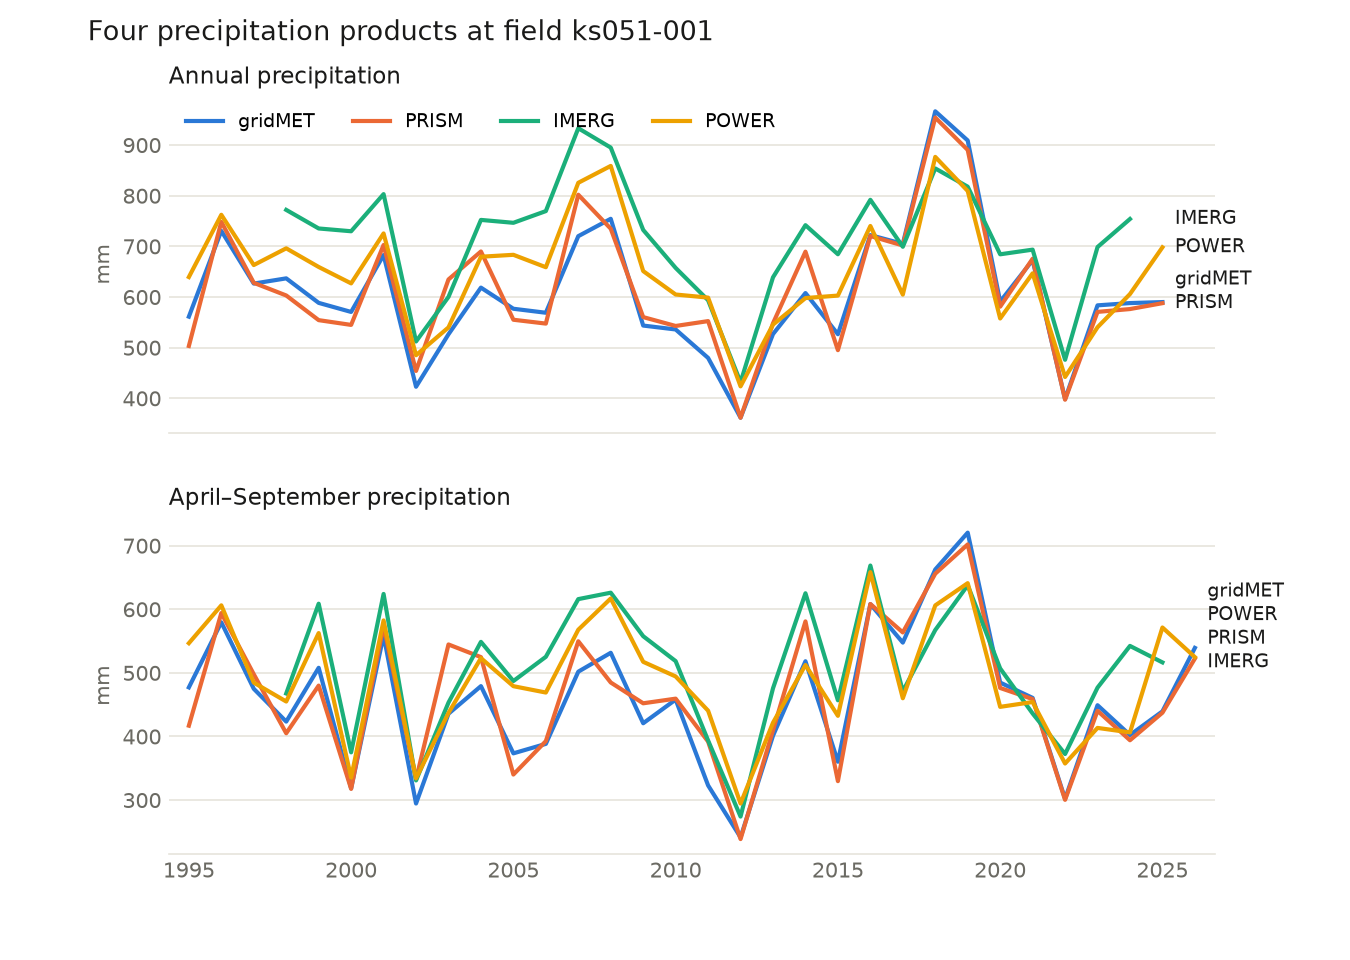 Four precipitation products at field ks051-001
Annual precipitation
gridMET PRISM IMERG POWER
900
800
700
600
500
400
mm
IMERG
POWER
gridMET
PRISM
April–September precipitation
700
600
500
400
300
mm
gridMET
POWER
PRISM
IMERG
1995 2000 2005 2010 2015 2020 2025